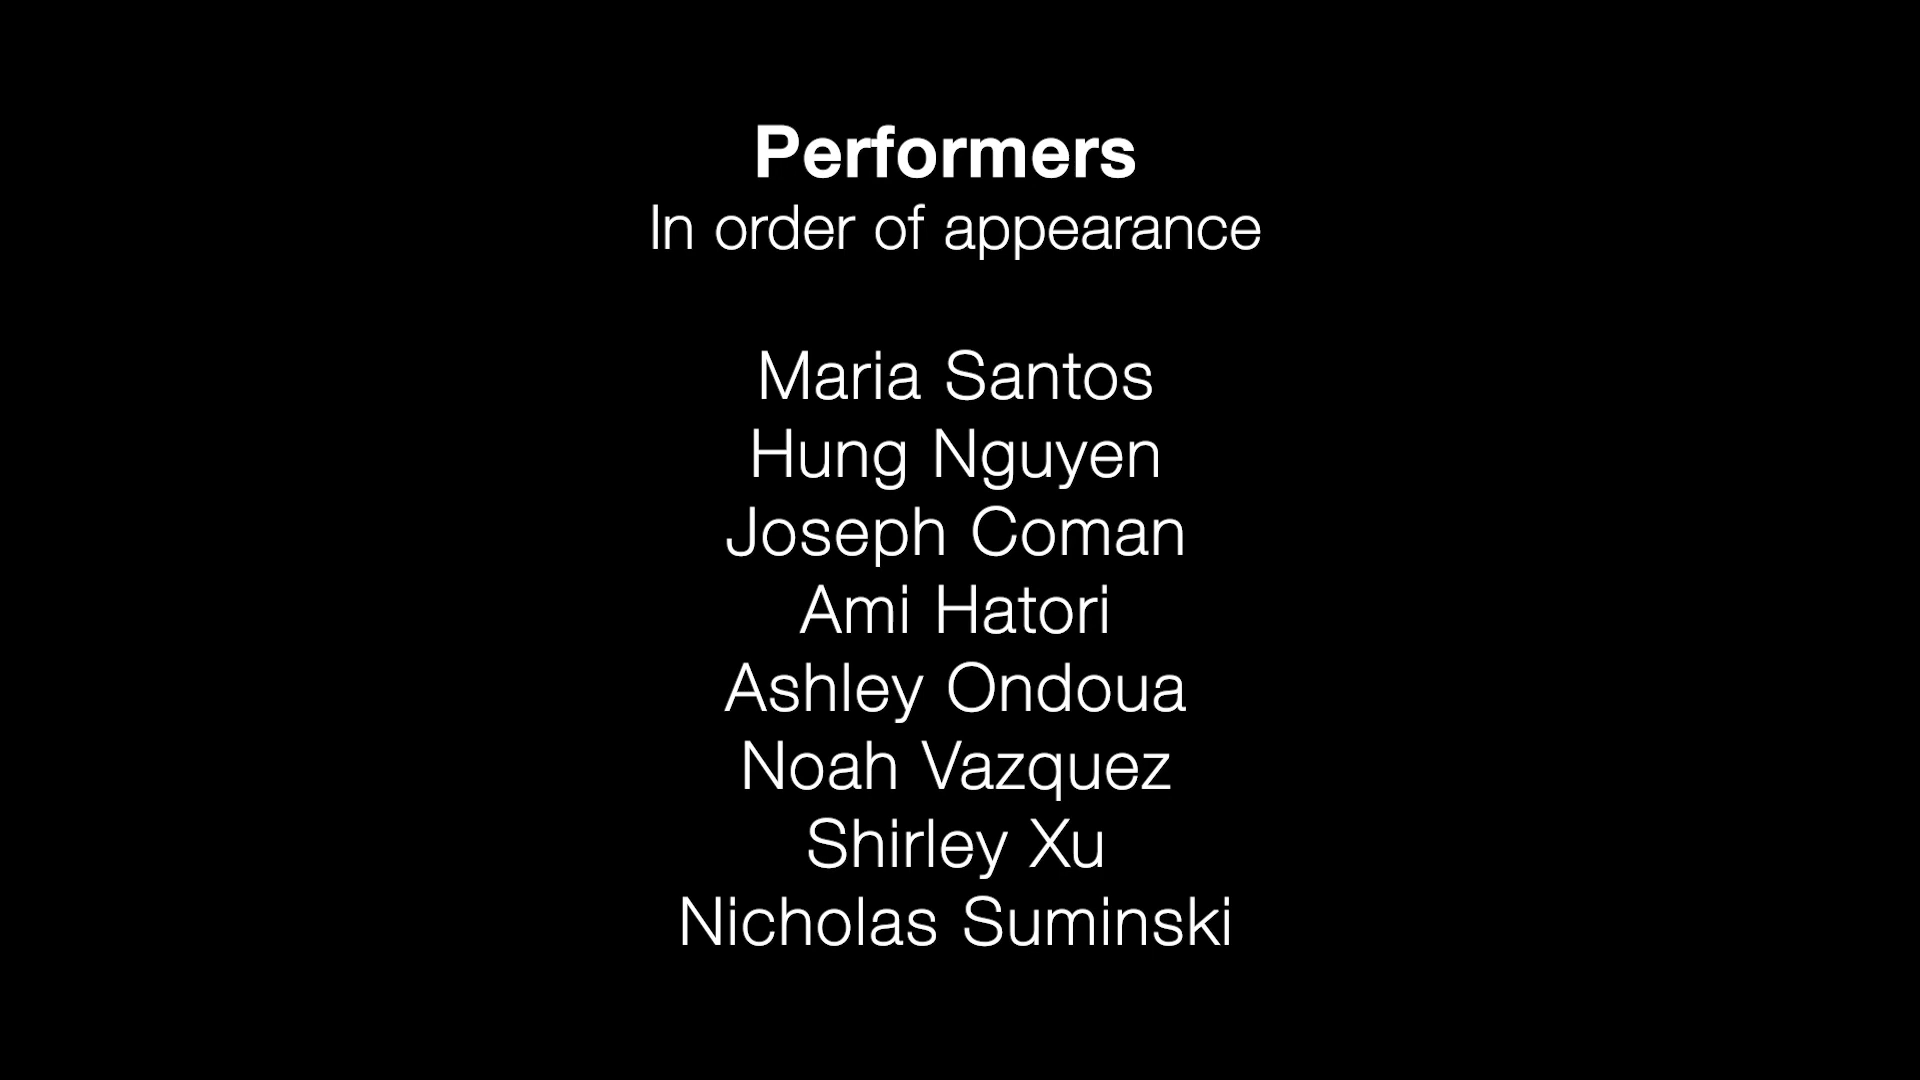 Performers
In order of appearance
Maria Santos
Hung Nguyen
Joseph Coman
Ami Hatori
Ashley Ondoua
Noah Vazquez
Shirley Xu
Nicholas Suminski